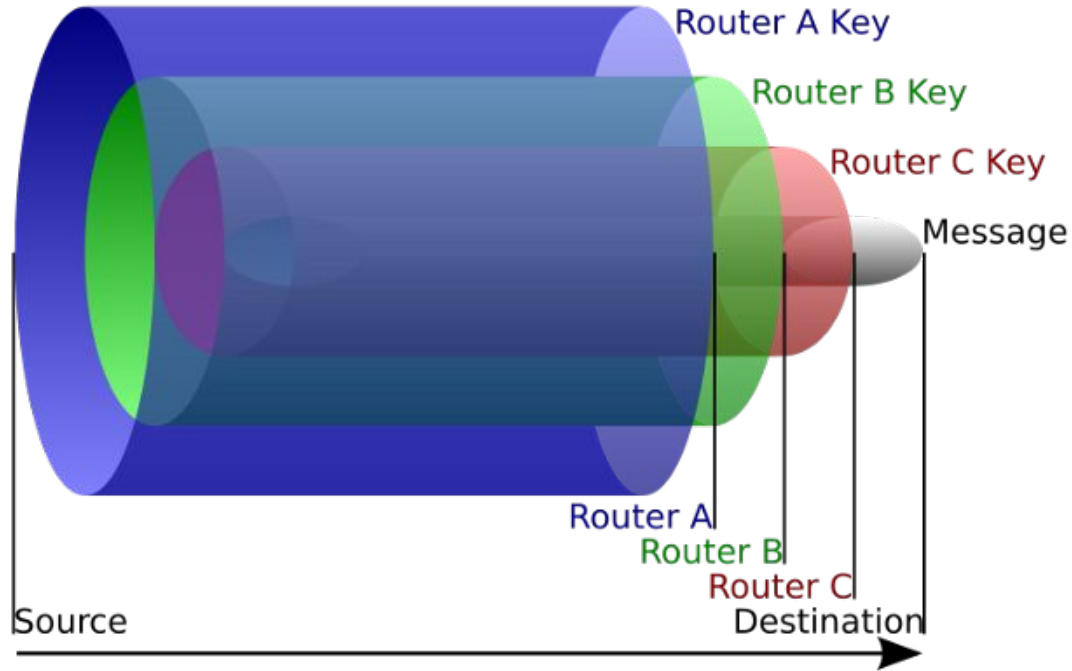 Router A Key
Router B Key
Router C Key
Message
Router A
Router B
Router C
Source
Destination